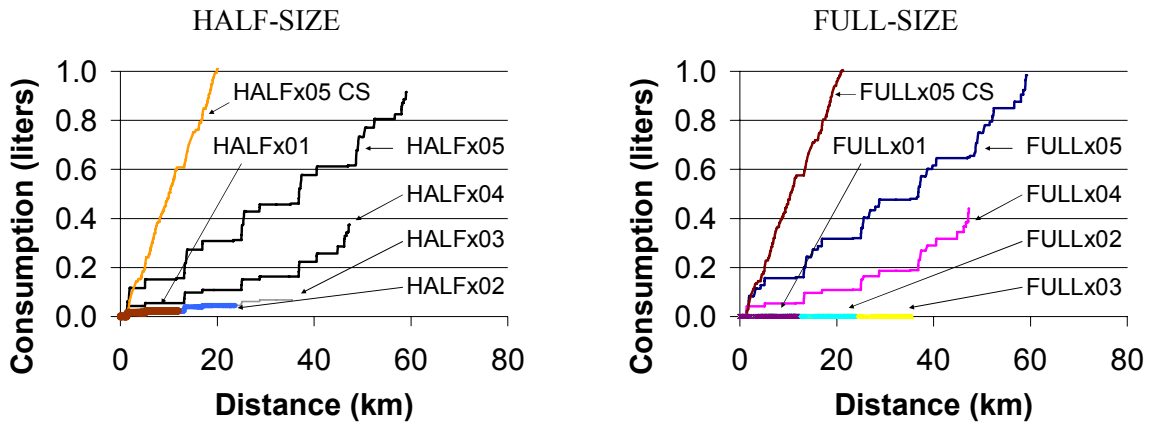 HALF-SIZE
Consumption (liters)
1.0
0.8
0.6
0.4
0.2
0.0
HALFx05 CS
HALFx01
HALFx05
HALFx04
HALFx03
HALFx02
0 20 40 60 80
Distance (km)
FULL-SIZE
Consumption (liters)
1.0
0.8
0.6
0.4
0.2
0.0
FULLx05 CS
FULLx01
FULLx05
FULLx04
FULLx02
FULLx03
0 20 40 60 80
Distance (km)